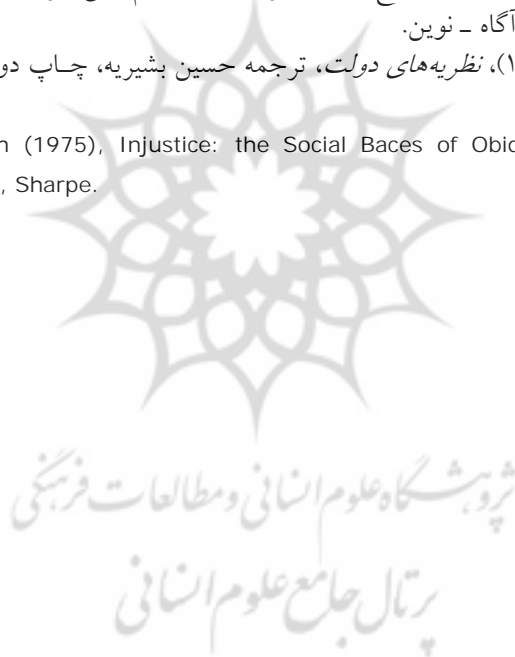 آگاه ـ نوین.
۱)، نظریه‌های دولت، ترجمه حسین بشیریه، چـاپ دو
n (1975), Injustice: the Social Baces of Obid
, Sharpe.
پژوهشگاه علوم انسانی و مطالعات فرهنگی
پرتال جامع علوم انسانی